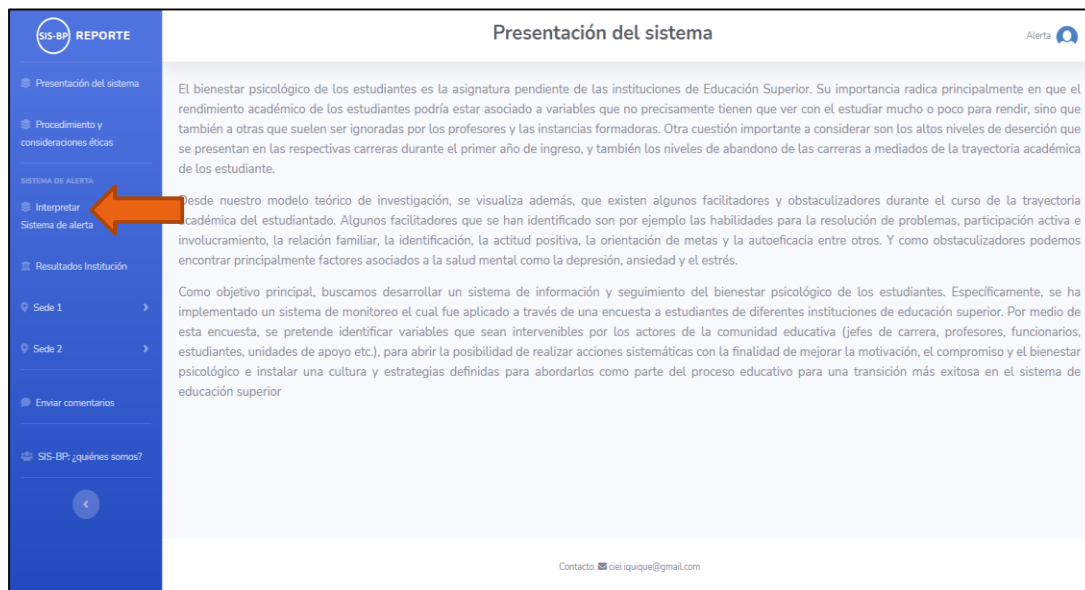 SIS-BP REPORTE
Presentación del sistema
Procedimiento y
consideraciones éticas
SISTEMA DE ALERTA
Interpretar
Sistema de alerta
Resultados Institución
Sede 1
Sede 2
Enviar comentarios
SIS-BP: ¿quiénes somos?
Presentación del sistema
Alerta
El bienestar psicológico de los estudiantes es la asignatura pendiente de las instituciones de Educación Superior. Su importancia radica principalmente en que el
rendimiento académico de los estudiantes podría estar asociado a variables que no precisamente tienen que ver con el estudiar mucho o poco para rendir, sino que
también a otras que suelen ser ignoradas por los profesores y las instancias formadoras. Otra cuestión importante a considerar son los altos niveles de deserción que
se presentan en las respectivas carreras durante el primer año de ingreso, y también los niveles de abandono de las carreras a mediados de la trayectoria académica
de los estudiante.
Desde nuestro modelo teórico de investigación, se visualiza además, que existen algunos facilitadores y obstaculizadores durante el curso de la trayectoria
académica del estudiantado. Algunos facilitadores que se han identificado son por ejemplo las habilidades para la resolución de problemas, participación activa e
involucramiento, la relación familiar, la identificación, la actitud positiva, la orientación de metas y la autoeficacia entre otros. Y como obstaculizadores podemos
encontrar principalmente factores asociados a la salud mental como la depresión, ansiedad y el estrés.
Como objetivo principal, buscamos desarrollar un sistema de información y seguimiento del bienestar psicológico de los estudiantes. Específicamente, se ha
implementado un sistema de monitoreo el cual fue aplicado a través de una encuesta a estudiantes de diferentes instituciones de educación superior. Por medio de
esta encuesta, se pretende identificar variables que sean intervenibles por los actores de la comunidad educativa (jefes de carrera, profesores, funcionarios,
estudiantes, unidades de apoyo etc.), para abrir la posibilidad de realizar acciones sistemáticas con la finalidad de mejorar la motivación, el compromiso y el bienestar
psicológico e instalar una cultura y estrategias definidas para abordarlos como parte del proceso educativo para una transición más exitosa en el sistema de
educación superior
Contacto: ciei.iquique@gmail.com